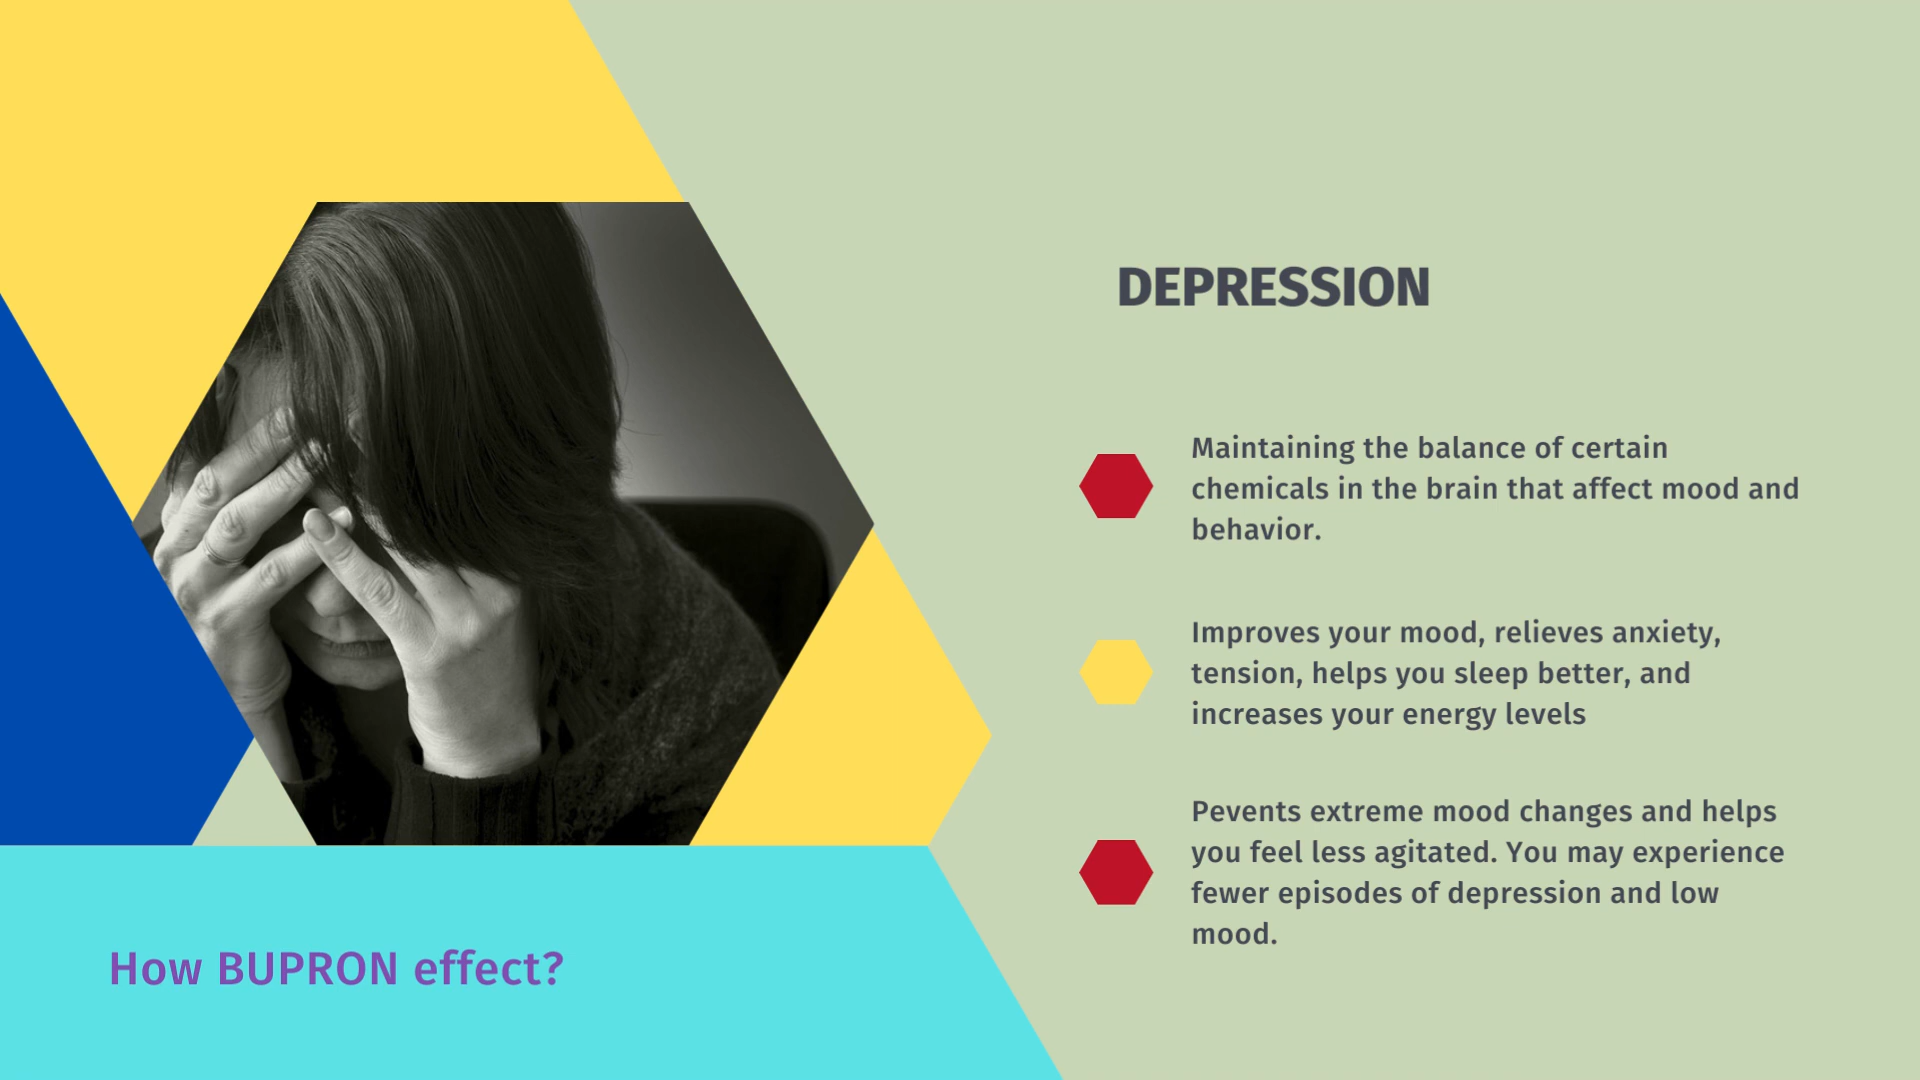 DEPRESSION
Maintaining the balance of certain
chemicals in the brain that affect mood and
behavior.
Improves your mood, relieves anxiety,
tension, helps you sleep better, and
increases your energy levels
Pevents extreme mood changes and helps
you feel less agitated. You may experience
fewer episodes of depression and low
mood.
How BUPRON effect?